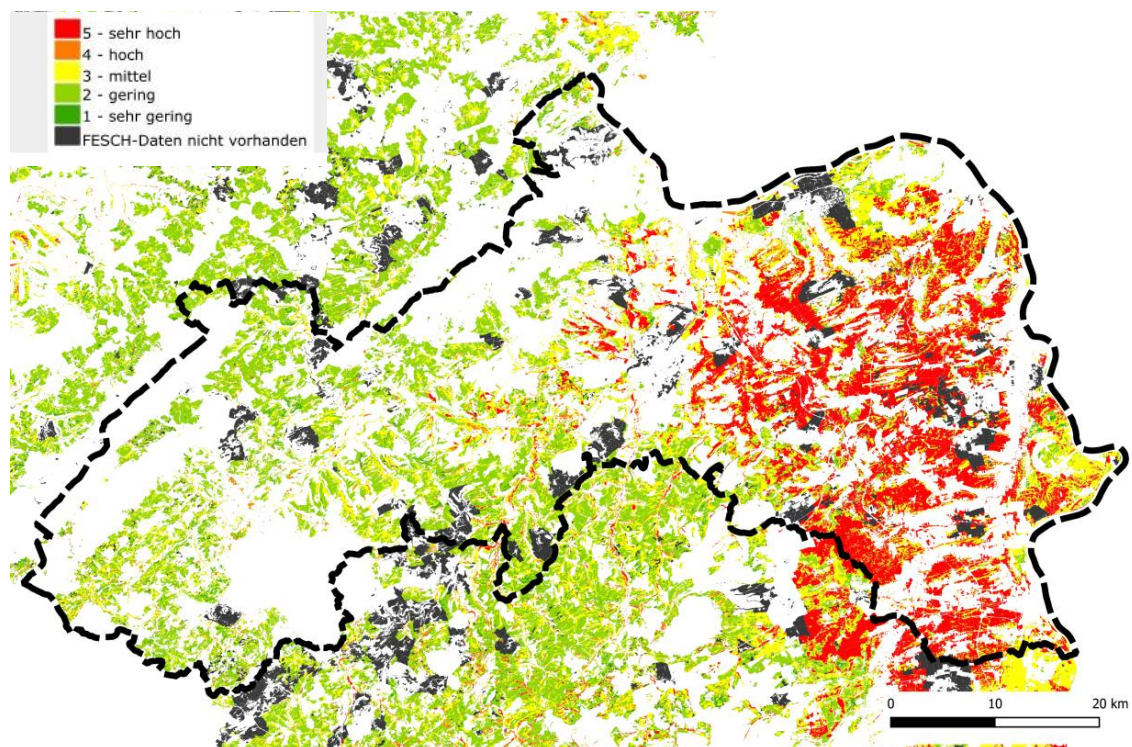 5 - sehr hoch
4 - hoch
3 - mittel
2 - gering
1 - sehr gering
FESCH-Daten nicht vorhanden
0 10 20 km